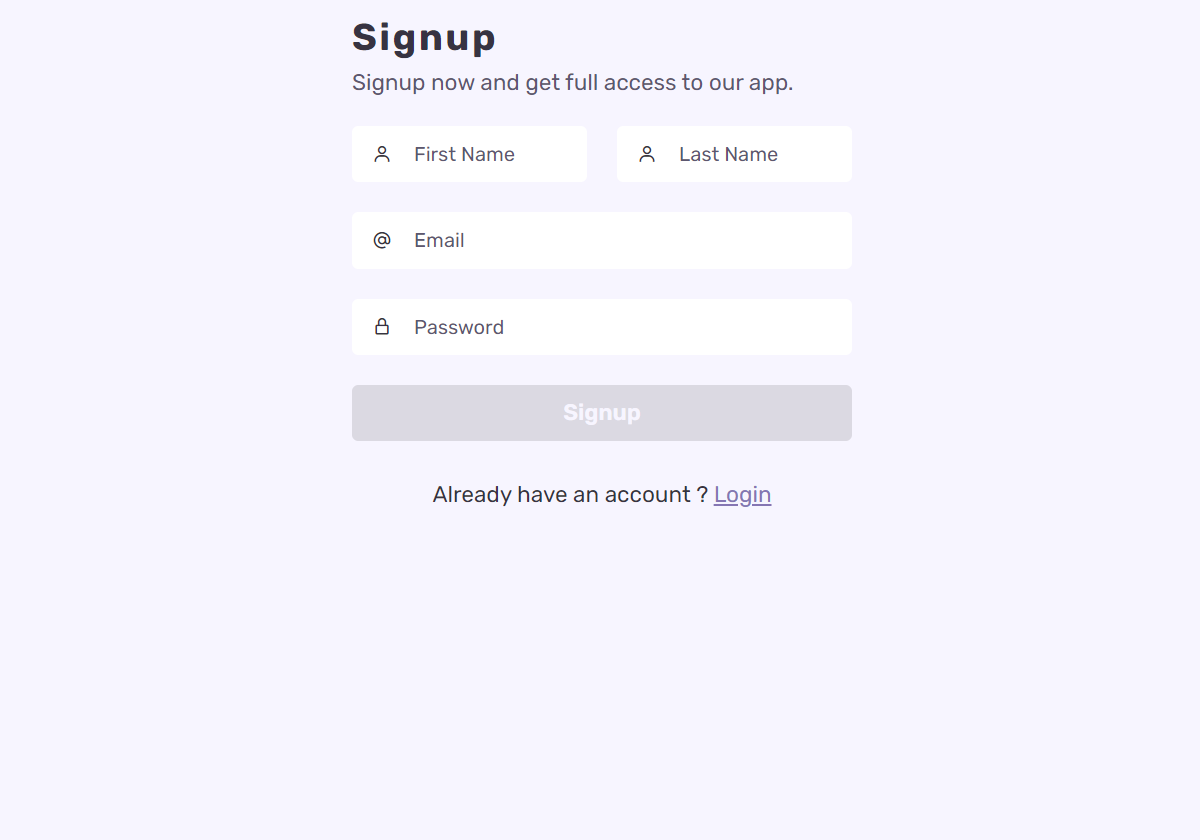 Signup
Signup now and get full access to our app.
First Name Last Name
Email
Password
Signup
Already have an account ? Login